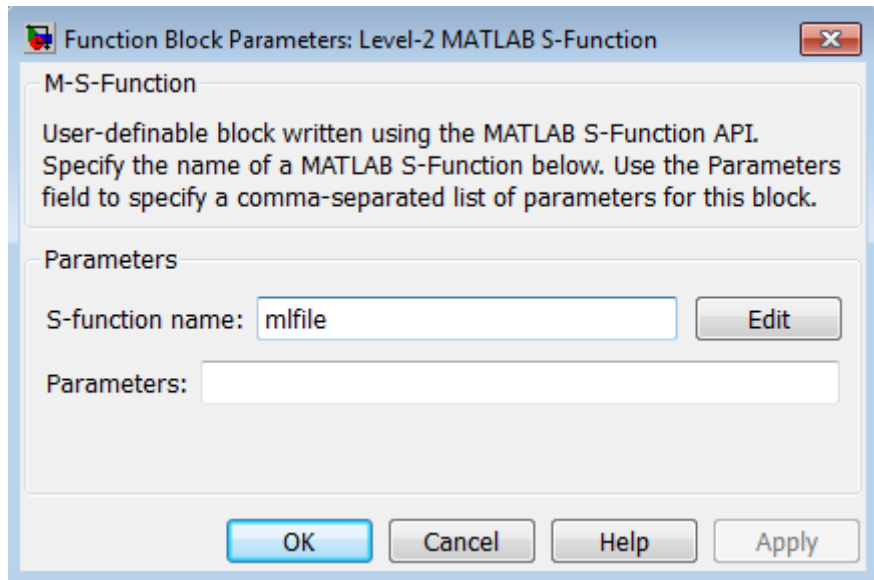 Function Block Parameters: Level-2 MATLAB S-Function
M-S-Function
User-definable block written using the MATLAB S-Function API.
Specify the name of a MATLAB S-Function below. Use the Parameters
field to specify a comma-separated list of parameters for this block.
Parameters
S-function name: mlfile Edit
Parameters:
OK Cancel Help Apply